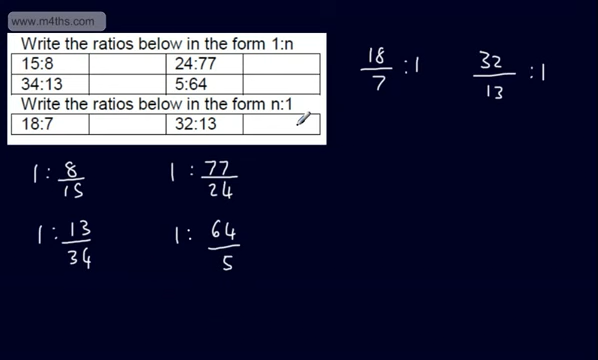 www.m4ths.com
Write the ratios below in the form 1:n
15:8 24:77
34:13 5:64
Write the ratios below in the form n:1
18:7 32:13
18/7 :1 32/13 :1
1: 8/15 1: 77/24
1: 13/34 1: 64/5